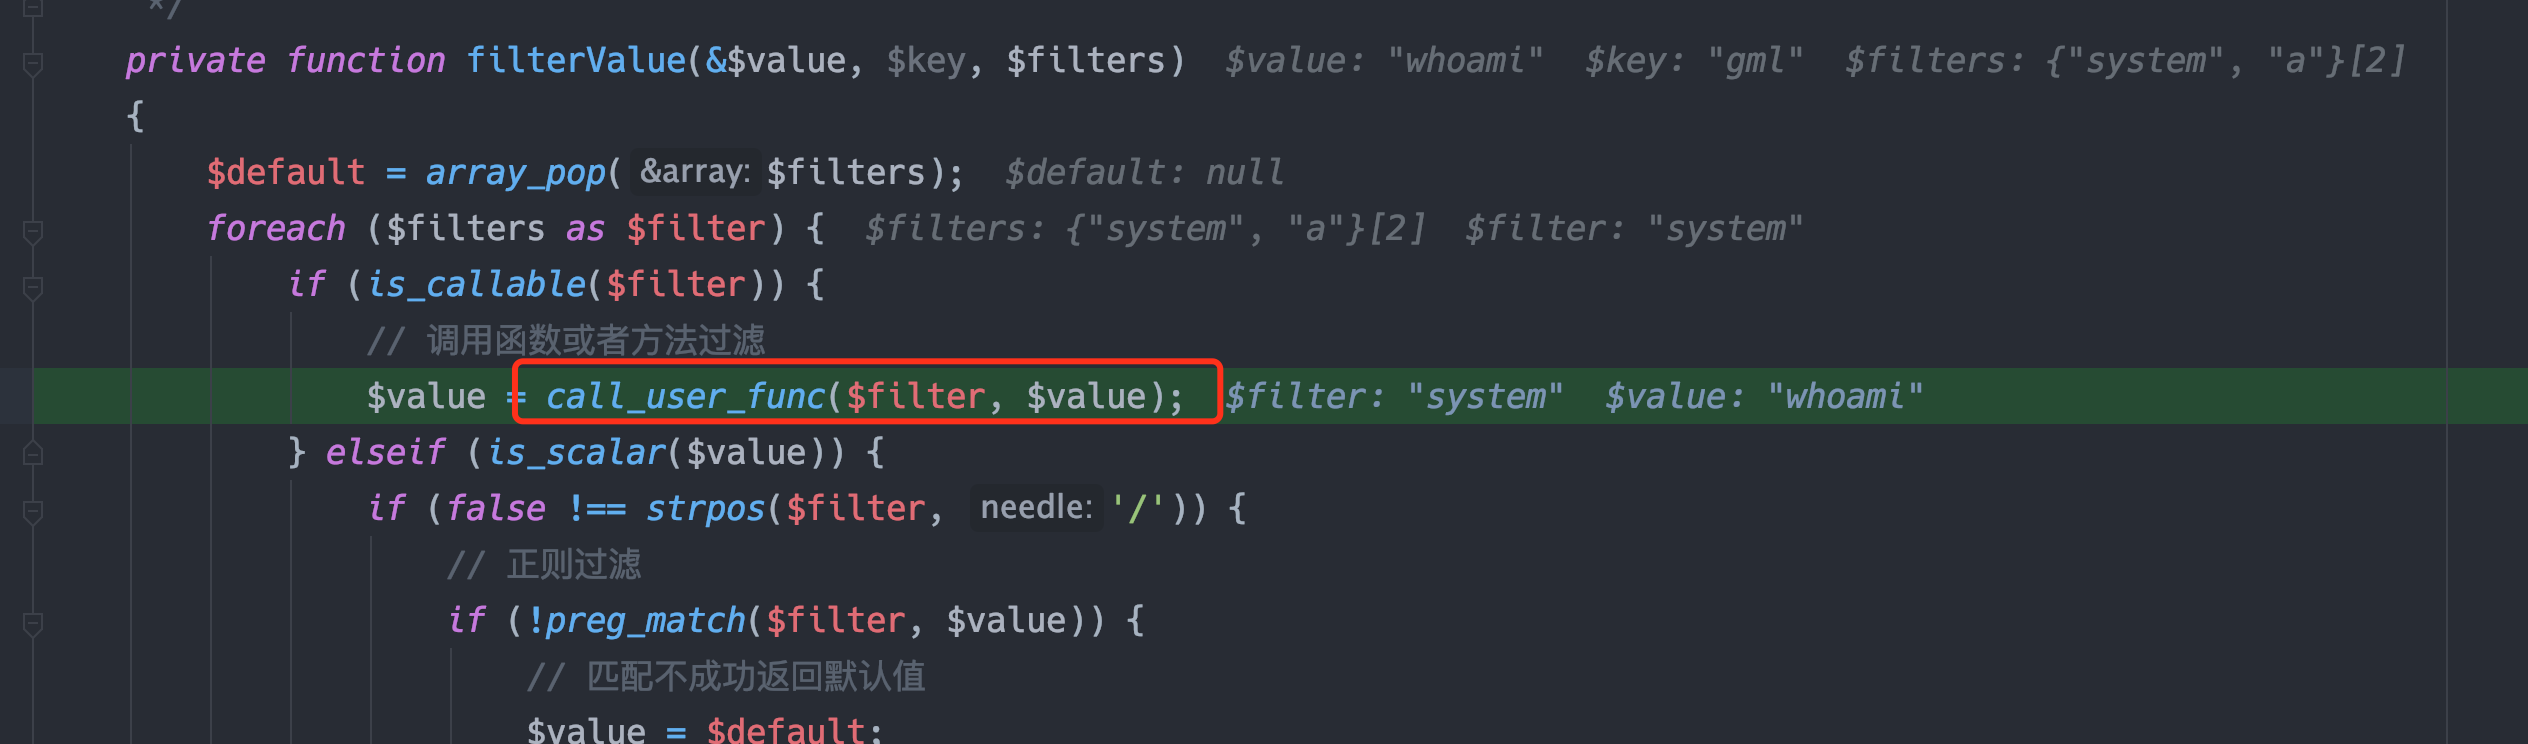 */
private function filterValue(&$value, $key, $filters)  $value: "whoami"  $key: "gml"  $filters: {"system", "a"}[2]
{
$default = array_pop( &array: $filters);  $default: null
foreach ($filters as $filter) {  $filters: {"system", "a"}[2]  $filter: "system"
if (is_callable($filter)) {
// 调用函数或者方法过滤
$value = call_user_func($filter, $value);  $filter: "system"  $value: "whoami"
} elseif (is_scalar($value)) {
if (false !== strpos($filter, needle: '/')) {
// 正则过滤
if (!preg_match($filter, $value)) {
// 匹配不成功返回默认值
$value = $default;